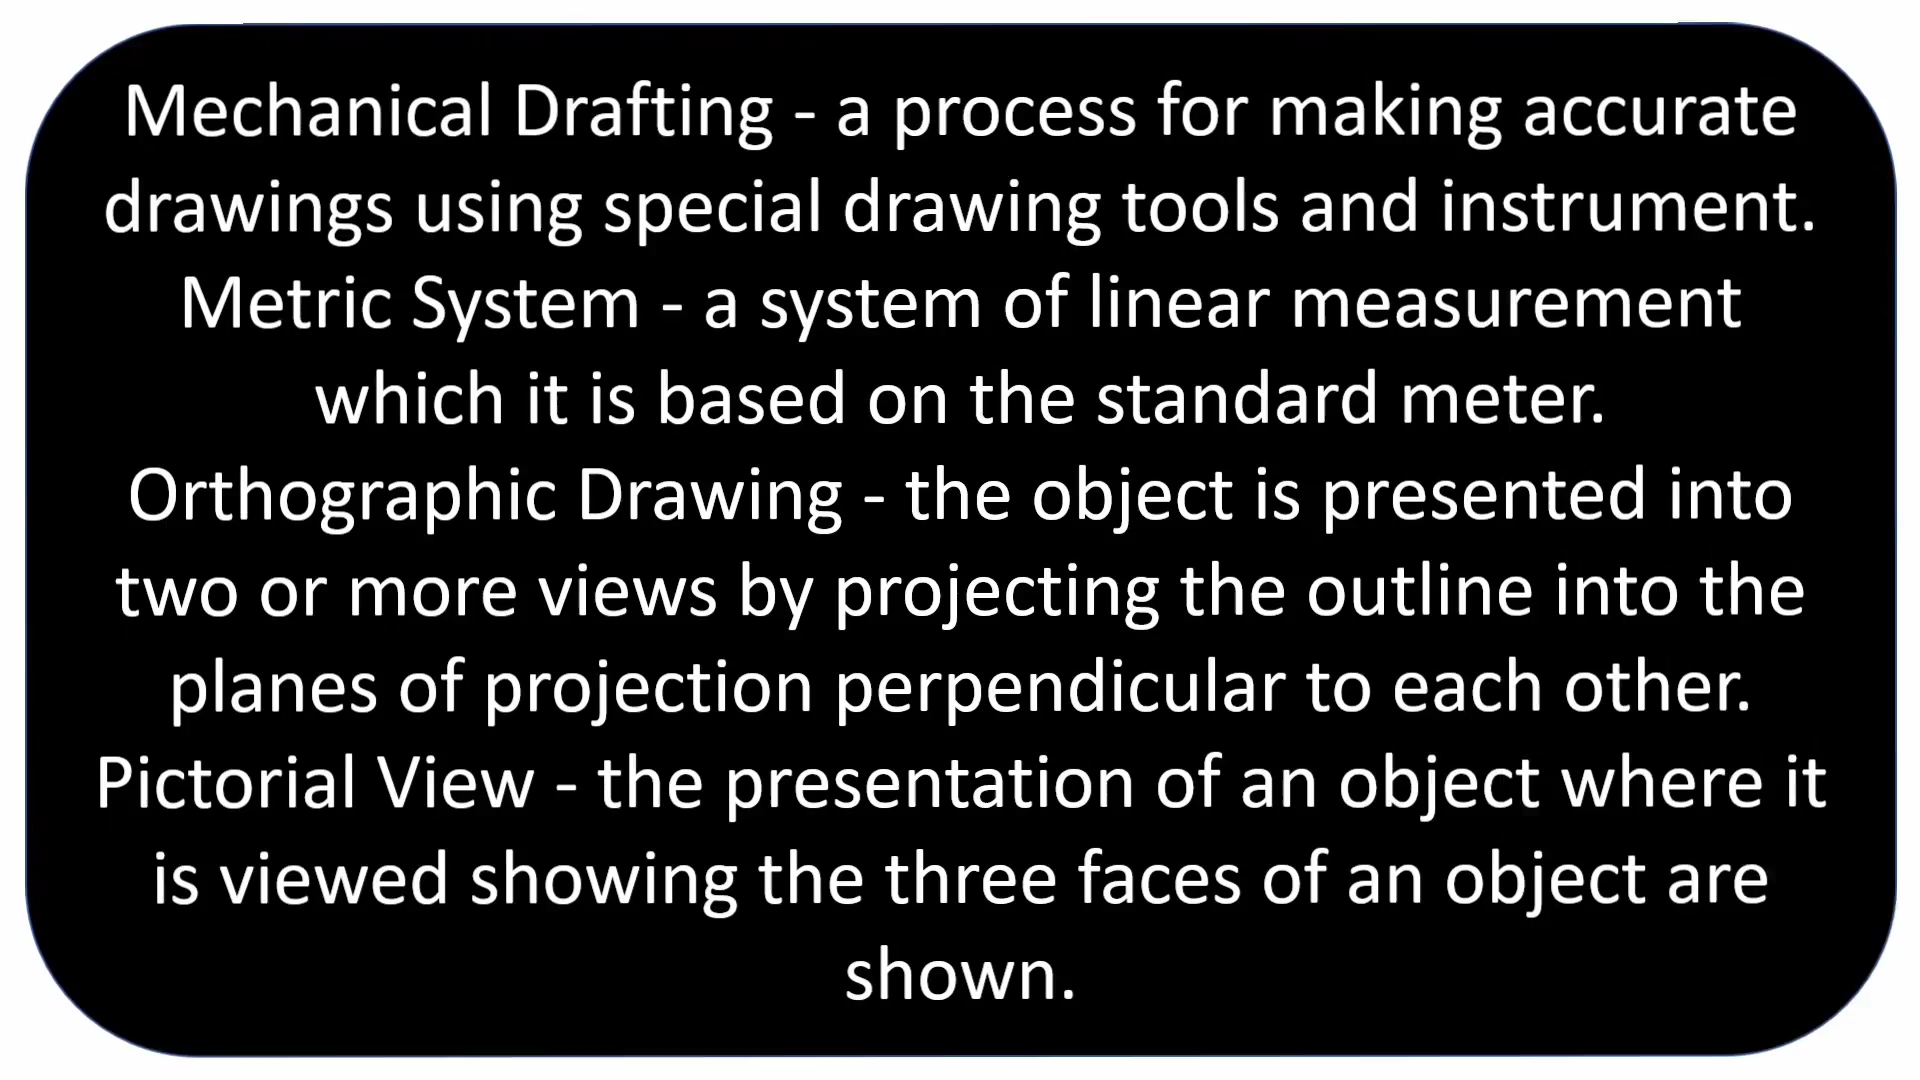 Mechanical Drafting - a process for making accurate
drawings using special drawing tools and instrument.
Metric System - a system of linear measurement
which it is based on the standard meter.
Orthographic Drawing - the object is presented into
two or more views by projecting the outline into the
planes of projection perpendicular to each other.
Pictorial View - the presentation of an object where it
is viewed showing the three faces of an object are
shown.